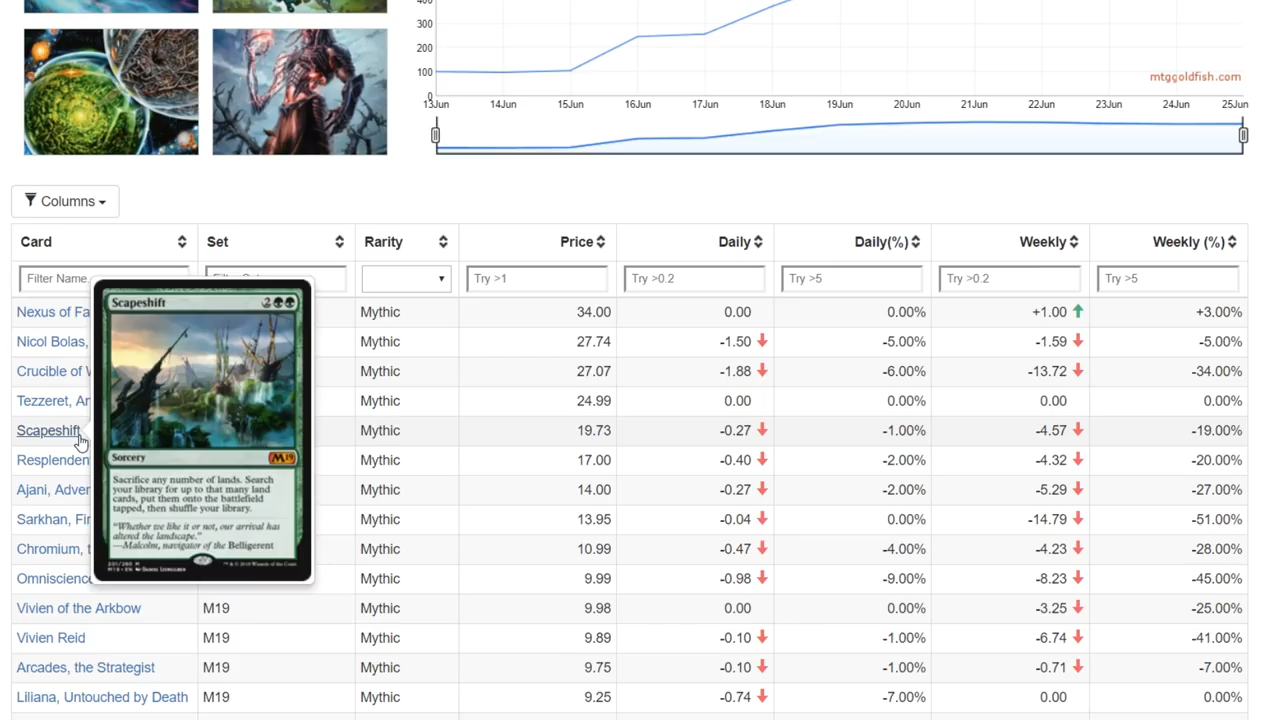 400
300
200
100
0
mtggoldfish.com
13Jun 14Jun 15Jun 16Jun 17Jun 18Jun 19Jun 20Jun 21Jun 22Jun 23Jun 24Jun 25Jun
Columns
Card Set Rarity Price Daily Daily(%) Weekly Weekly (%)
Filter Name. Try >1 Try >0.2 Try >5 Try >0.2 Try >5
Nexus of Fa Mythic 34.00 0.00 0.00% +1.00 +3.00%
Nicol Bolas, Mythic 27.74 -1.50 -5.00% -1.59 -5.00%
Crucible of W Mythic 27.07 -1.88 -6.00% -13.72 -34.00%
Tezzeret, Ar Mythic 24.99 0.00 0.00% 0.00 0.00%
Scapeshift Mythic 19.73 -0.27 -1.00% -4.57 -19.00%
Resplenden Mythic 17.00 -0.40 -2.00% -4.32 -20.00%
Ajani, Adver Mythic 14.00 -0.27 -2.00% -5.29 -27.00%
Sarkhan, Fir Mythic 13.95 -0.04 0.00% -14.79 -51.00%
Chromium, t Mythic 10.99 -0.47 -4.00% -4.23 -28.00%
Omniscience Mythic 9.99 -0.98 -9.00% -8.23 -45.00%
Vivien of the Arkbow M19 Mythic 9.98 0.00 0.00% -3.25 -25.00%
Vivien Reid M19 Mythic 9.89 -0.10 -1.00% -6.74 -41.00%
Arcades, the Strategist M19 Mythic 9.75 -0.10 -1.00% -0.71 -7.00%
Liliana, Untouched by Death M19 Mythic 9.25 -0.74 -7.00% 0.00 0.00%
Scapeshift 2
Sorcery M19
Sacrifice any number of lands. Search
your library for up to that many land
cards, put them onto the battlefield
tapped, then shuffle your library.
"Whether we like it or not, our arrival has
altered the landscape."
—Malcolm, navigator of the Belligerent